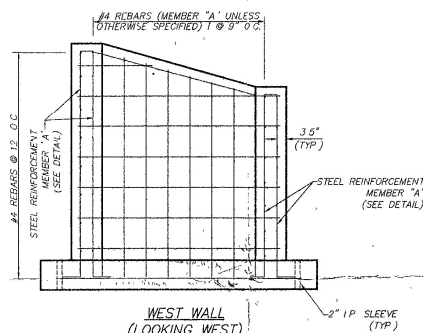 #4 REBARS (MEMBER "A" UNLESS
OTHERWISE SPECIFIED) 1 @ 9" O.C.
#4 REBARS @ 12" O.C
STEEL REINFORCEMENT
MEMBER "A"
(SEE DETAIL)
3 5"
(TYP)
STEEL REINFORCEMENT
MEMBER "A"
(SEE DETAIL)
2" I P SLEEVE
(TYP)
WEST WALL
(LOOKING WEST)